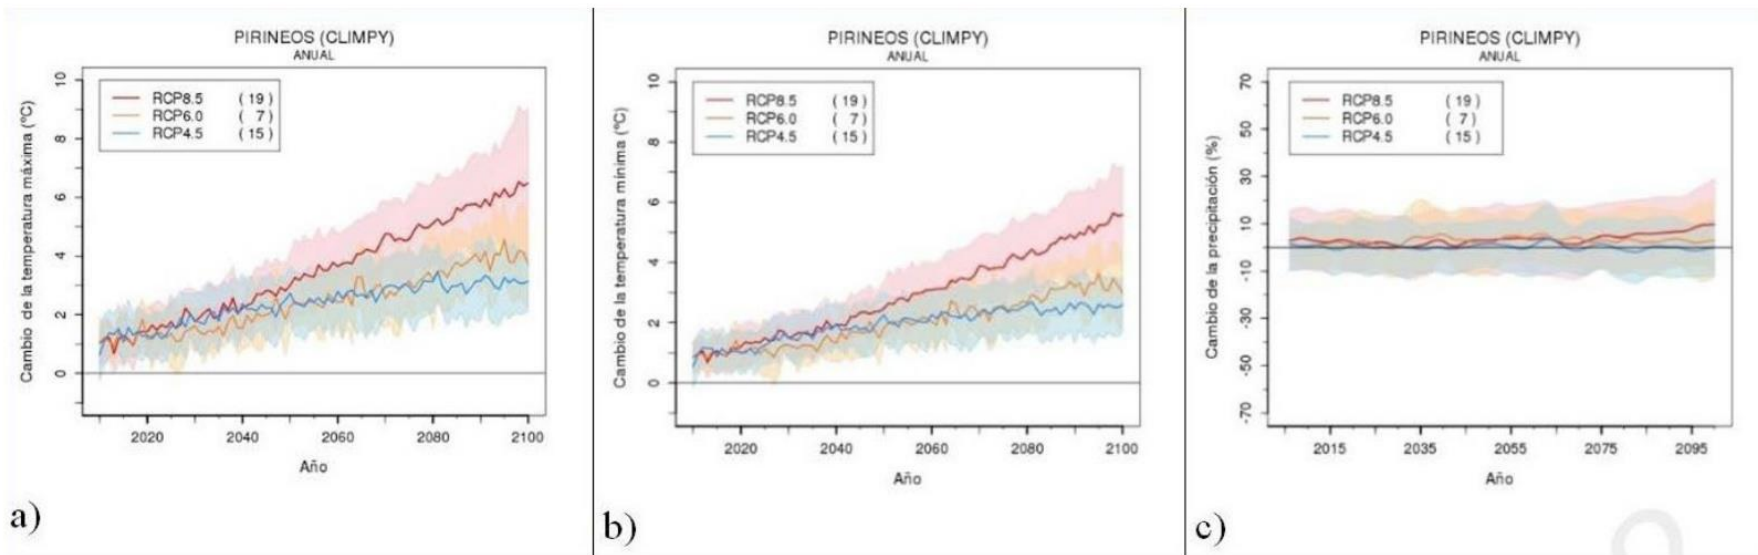 PIRINEOS (CLIMPY)
ANUAL
Cambio de la temperatura máxima (ºC)
10
8
6
4
2
0
RCP8.5 ( 19 )
RCP6.0 ( 7 )
RCP4.5 ( 15 )
2020 2040 2060 2080 2100
Año
a)
PIRINEOS (CLIMPY)
ANUAL
Cambio de la temperatura mínima (ºC)
10
8
6
4
2
0
RCP8.5 ( 19 )
RCP6.0 ( 7 )
RCP4.5 ( 15 )
2020 2040 2060 2080 2100
Año
b)
PIRINEOS (CLIMPY)
ANUAL
Cambio de la precipitación (%)
70
50
30
10
-10
-30
-50
-70
RCP8.5 ( 19 )
RCP6.0 ( 7 )
RCP4.5 ( 15 )
2015 2035 2055 2075 2095
Año
c)